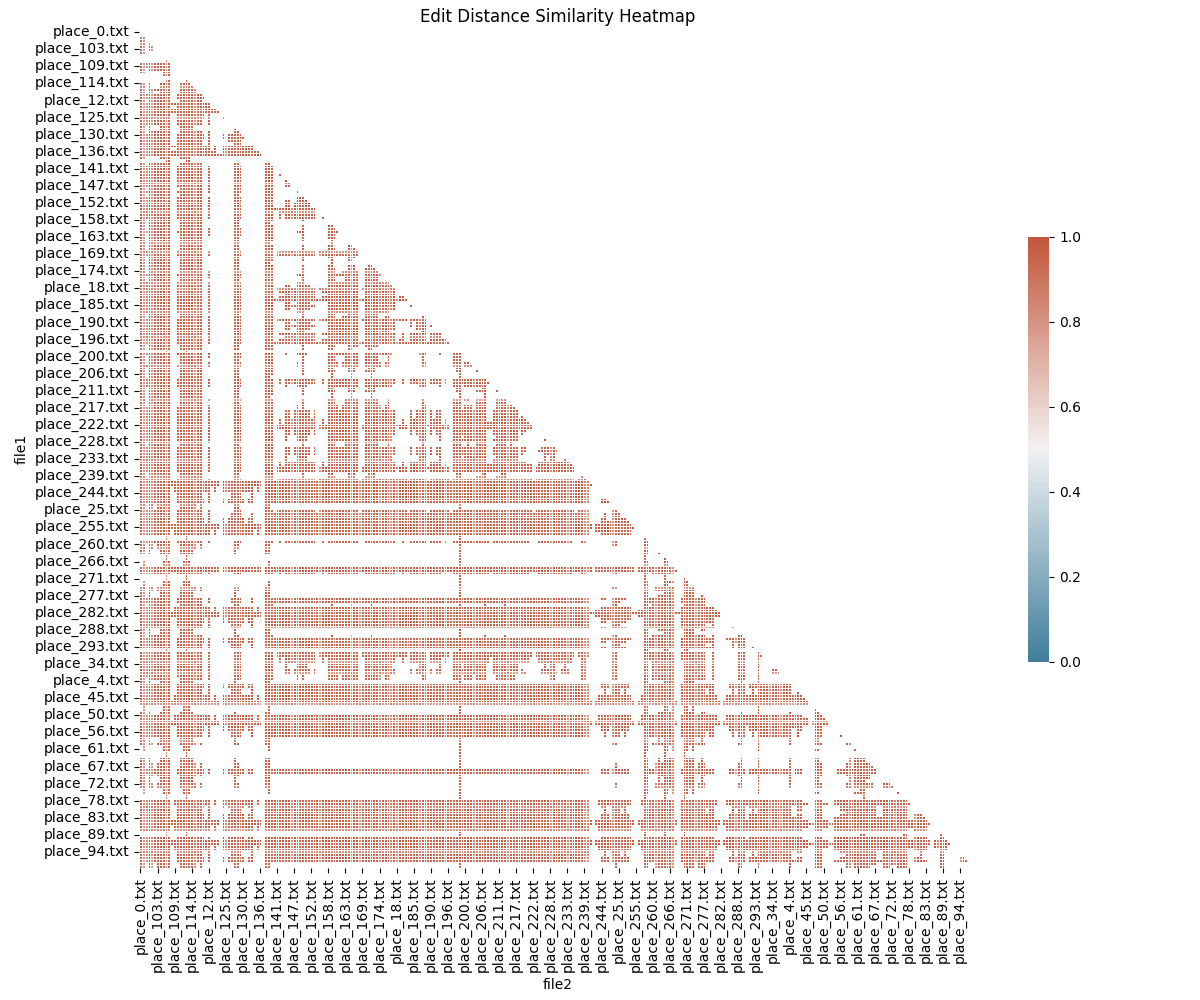 Edit Distance Similarity Heatmap
file1
place_0.txt
place_103.txt
place_109.txt
place_114.txt
place_12.txt
place_125.txt
place_130.txt
place_136.txt
place_141.txt
place_147.txt
place_152.txt
place_158.txt
place_163.txt
place_169.txt
place_174.txt
place_18.txt
place_185.txt
place_190.txt
place_196.txt
place_200.txt
place_206.txt
place_211.txt
place_217.txt
place_222.txt
place_228.txt
place_233.txt
place_239.txt
place_244.txt
place_25.txt
place_255.txt
place_260.txt
place_266.txt
place_271.txt
place_277.txt
place_282.txt
place_288.txt
place_293.txt
place_34.txt
place_4.txt
place_45.txt
place_50.txt
place_56.txt
place_61.txt
place_67.txt
place_72.txt
place_78.txt
place_83.txt
place_89.txt
place_94.txt
place_0.txt
place_103.txt
place_109.txt
place_114.txt
place_12.txt
place_125.txt
place_130.txt
place_136.txt
place_141.txt
place_147.txt
place_152.txt
place_158.txt
place_163.txt
place_169.txt
place_174.txt
place_18.txt
place_185.txt
place_190.txt
place_196.txt
place_200.txt
place_206.txt
place_211.txt
place_217.txt
place_222.txt
place_228.txt
place_233.txt
place_239.txt
place_244.txt
place_25.txt
place_255.txt
place_260.txt
place_266.txt
place_271.txt
place_277.txt
place_282.txt
place_288.txt
place_293.txt
place_34.txt
place_4.txt
place_45.txt
place_50.txt
place_56.txt
place_61.txt
place_67.txt
place_72.txt
place_78.txt
place_83.txt
place_89.txt
place_94.txt
file2
1.0
0.8
0.6
0.4
0.2
0.0